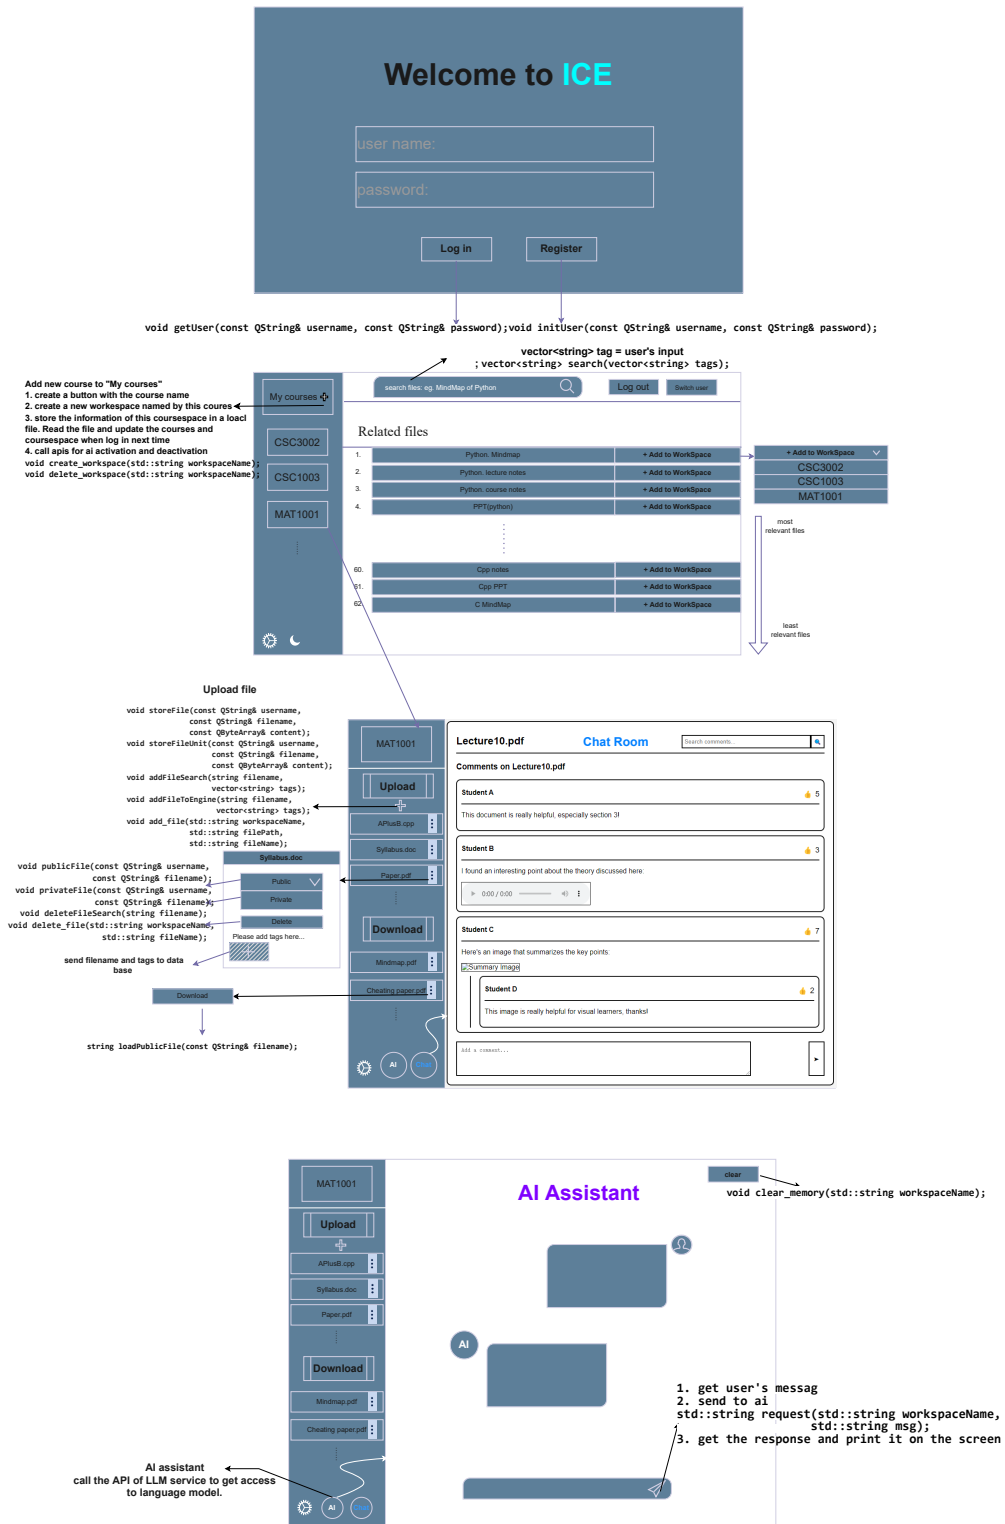 Welcome to ICE
user name:
password:
Log in
Register
void getUser(const QString& username, const QString& password);void initUser(const QString& username, const QString& password);
vector<string> tag = user's input
;vector<string> search(vector<string> tags);
Add new course to "My courses"
1. create a button with the course name
2. create a new workespace named by this coures
3. store the information of this coursespace in a loacl
file. Read the file and update the courses and
coursespace when log in next time
4. call apis for ai activation and deactivation
void create_workspace(std::string workspaceName);
void delete_workspace(std::string workspaceName);
My courses
CSC3002
CSC1003
MAT1001
search files: eg. MindMap of Python
Log out
Switch user
Related files
1. Python. Mindmap + Add to WorkSpace
2. Python. lecture notes + Add to WorkSpace
3. Python. course notes + Add to WorkSpace
4. PPT(python) + Add to WorkSpace
60. Cpp notes + Add to WorkSpace
61. Cpp PPT + Add to WorkSpace
62. C MindMap + Add to WorkSpace
+ Add to WorkSpace
CSC3002
CSC1003
MAT1001
most
relevant files
least
relevant files
Upload file
void storeFile(const QString& username,
const QString& filename,
const QByteArray& content);
void storeFileUnit(const QString& username,
const QString& filename,
const QByteArray& content);
void addFileSearch(string filename,
vector<string> tags);
void addFileToEngine(string filename,
vector<string> tags);
void add_file(std::string workspaceName,
std::string filePath,
std::string fileName);
void publicFile(const QString& username,
const QString& filename);
void privateFile(const QString& username,
const QString& filename);
void deleteFileSearch(string filename);
void delete_file(std::string workspaceName,
std::string fileName);
send filename and tags to data
base
Syllabus.doc
Public
Private
Delete
Please add tags here...
Download
string loadPublicFile(const QString& filename);
MAT1001
Upload
APlusB.cpp
Syllabus.doc
Paper.pdf
Download
Mindmap.pdf
Cheating paper.pdf
AI
Chat
Lecture10.pdf
Chat Room
Search comments...
Comments on Lecture10.pdf
Student A
👍 5
This document is really helpful, especially section 3!
Student B
👍 3
I found an interesting point about the theory discussed here:
0:00 / 0:00
Student C
👍 7
Here's an image that summarizes the key points:
Summary Image
Student D
👍 2
This image is really helpful for visual learners, thanks!
Add a comment...
MAT1001
Upload
APlusB.cpp
Syllabus.doc
Paper.pdf
Download
Mindmap.pdf
Cheating paper.pdf
AI
Chat
AI Assistant
clear
void clear_memory(std::string workspaceName);
AI
1. get user's messag
2. send to ai
std::string request(std::string workspaceName,
std::string msg);
3. get the response and print it on the screen
AI assistant
call the API of LLM service to get access
to language model.